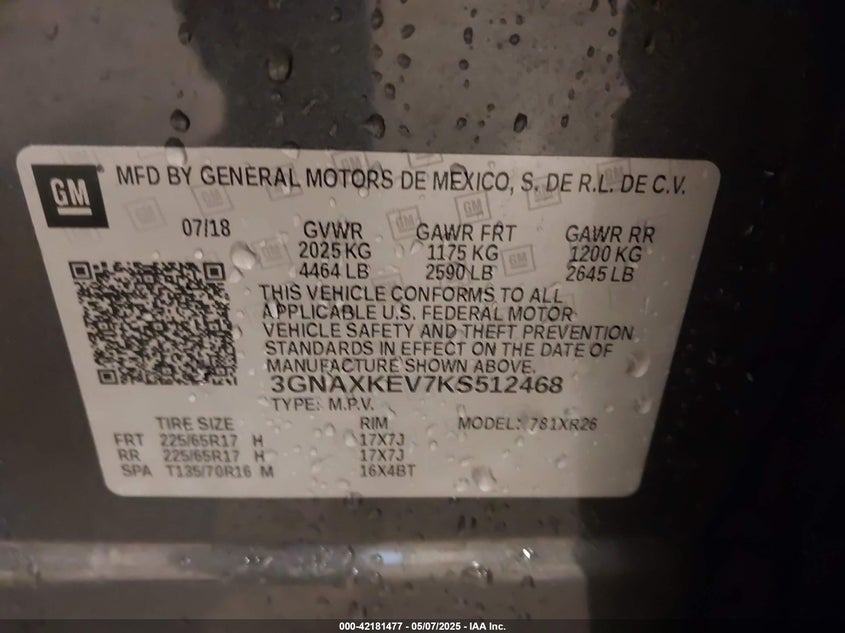 GM
MFD BY GENERAL MOTORS DE MEXICO, S. DE R.L. DE C.V.
07/18 GVWR GAWR FRT GAWR RR
2025 KG 1175 KG 1200 KG
4464 LB 2590 LB 2645 LB
THIS VEHICLE CONFORMS TO ALL
APPLICABLE U.S. FEDERAL MOTOR
VEHICLE SAFETY AND THEFT PREVENTION
STANDARDS IN EFFECT ON THE DATE OF
MANUFACTURE SHOWN ABOVE.
3GNAXKEV7KS512468
TYPE: M.P.V.
TIRE SIZE RIM MODEL: 781XR26
FRT 225/65R17 H 17X7J
RR 225/65R17 H 17X7J
SPA T135/70R16 M 16X4BT
000-42181477 - 05/07/2025 - IAA Inc.